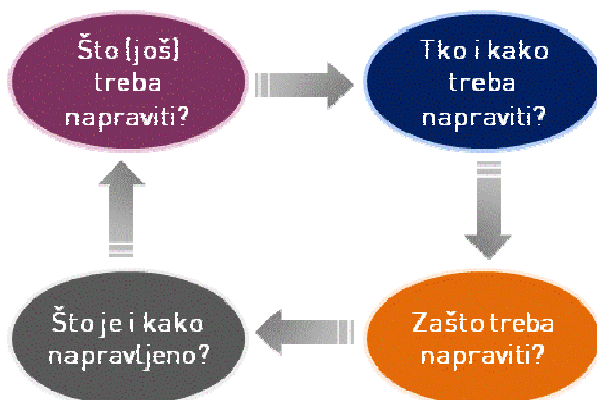 Što (još)
treba
napraviti?
Tko i kako
treba
napraviti?
Zašto treba
napraviti?
Što je i kako
napravljeno?